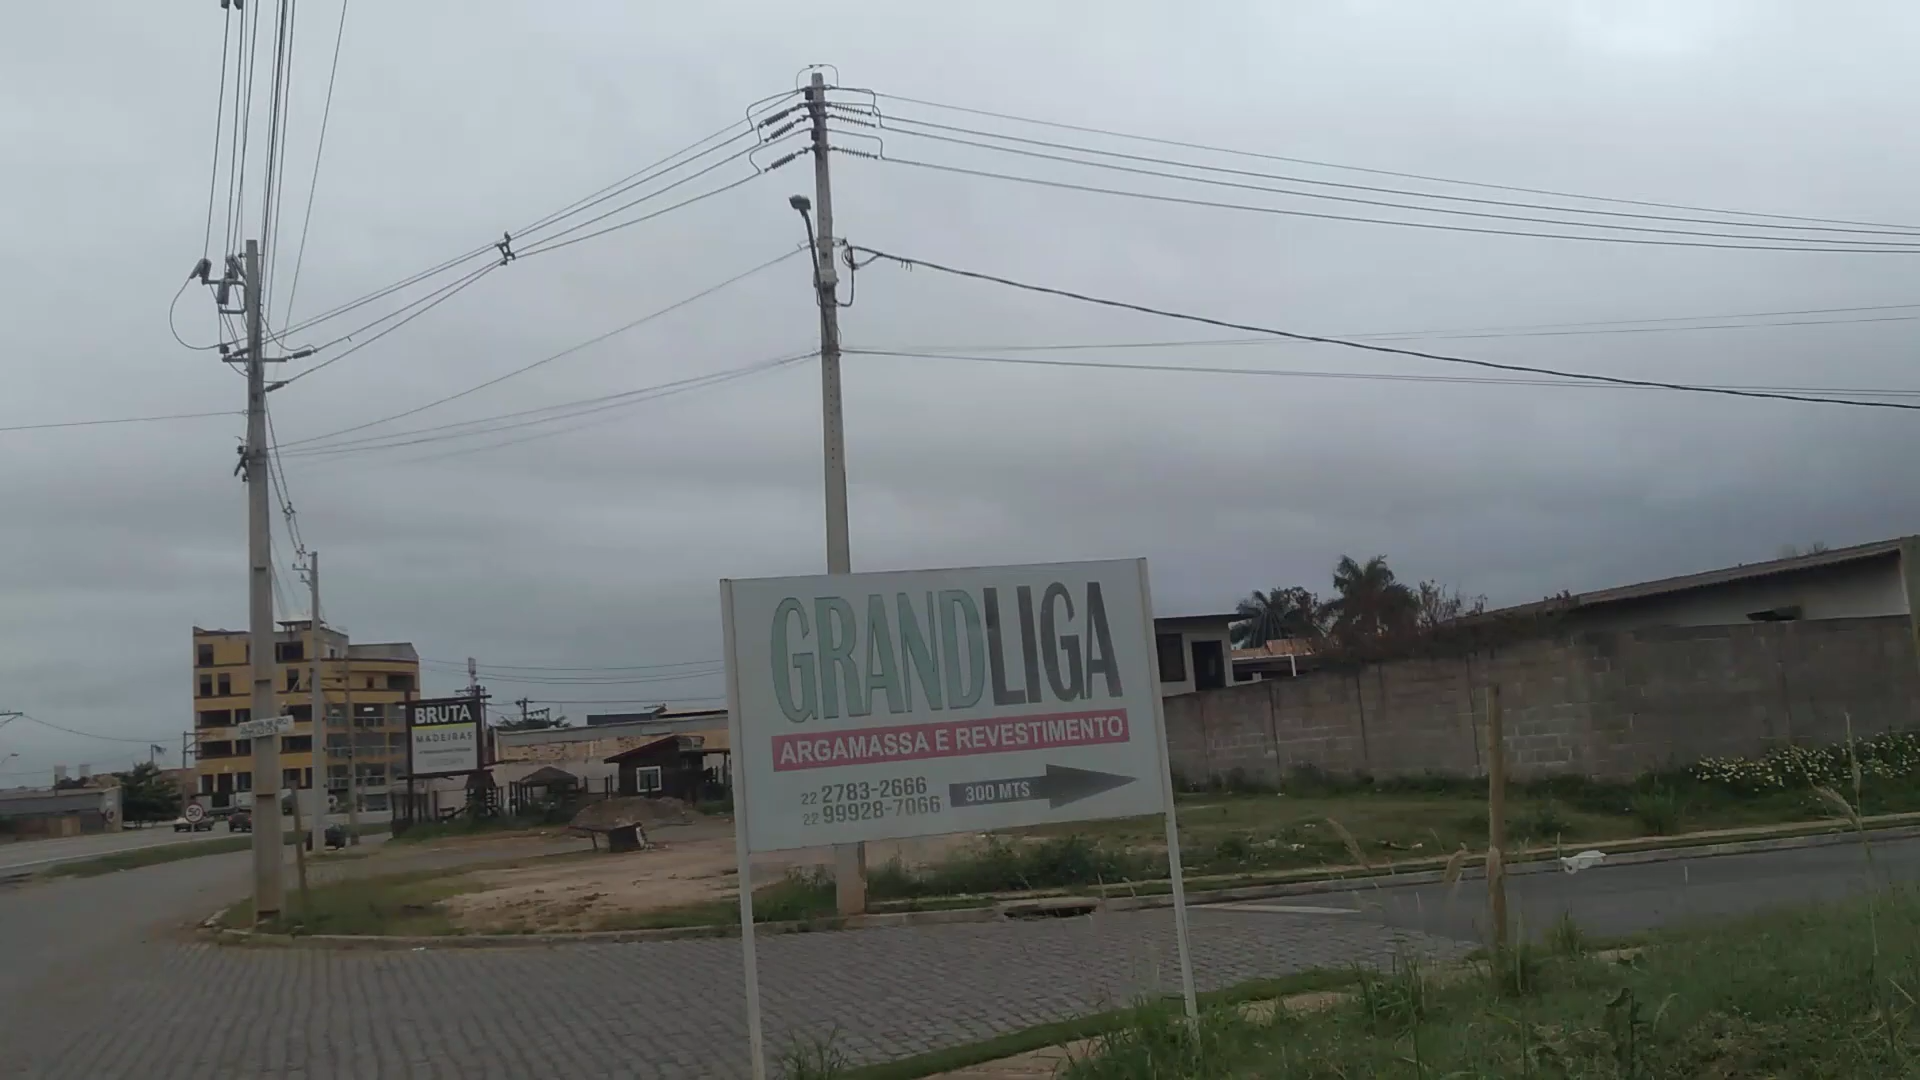 GRANDLIGA
ARGAMASSA E REVESTIMENTO
22 2783-2666
22 99928-7066
300 MTS
BRUTA
MADEIRAS
50